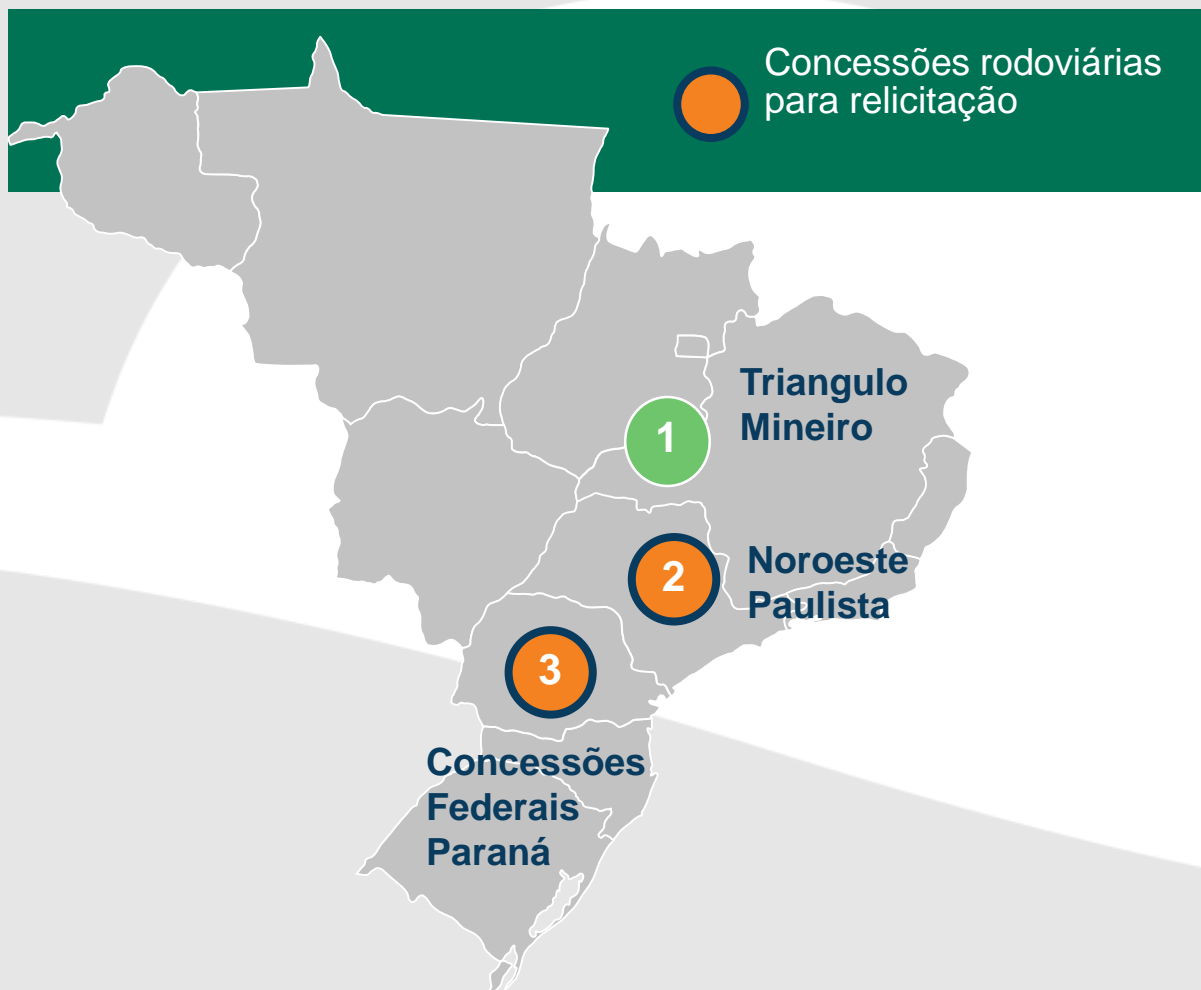 Concessões rodoviárias
para relicitação
Triangulo
Mineiro
1
Noroeste
Paulista
2
3
Concessões
Federais
Paraná